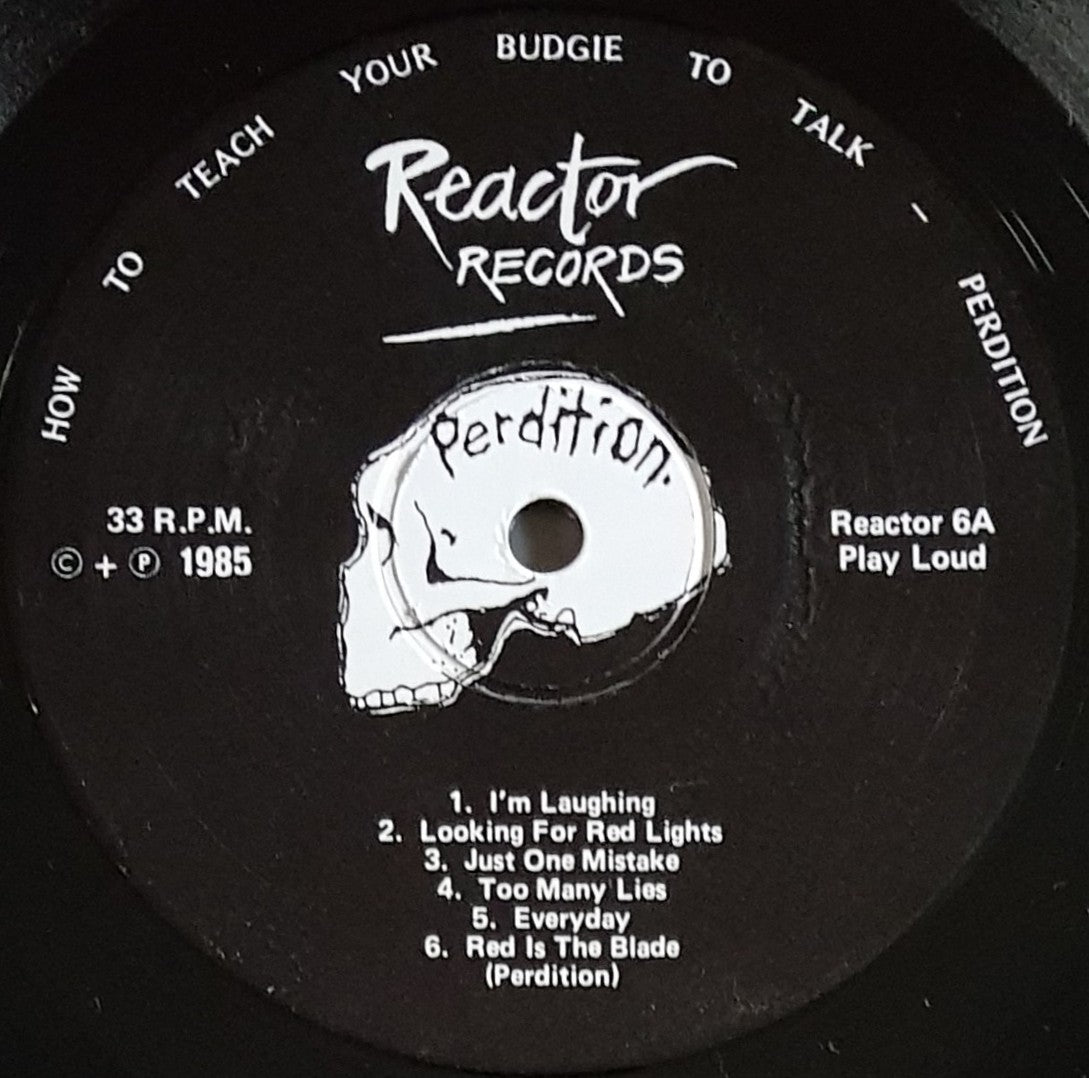 HOW TO TEACH YOUR BUDGIE TO TALK - PERDITION
Reactor
RECORDS
Perdition.
33 R.P.M.
© + ℗ 1985
Reactor 6A
Play Loud
1. I'm Laughing
2. Looking For Red Lights
3. Just One Mistake
4. Too Many Lies
5. Everyday
6. Red Is The Blade
(Perdition)